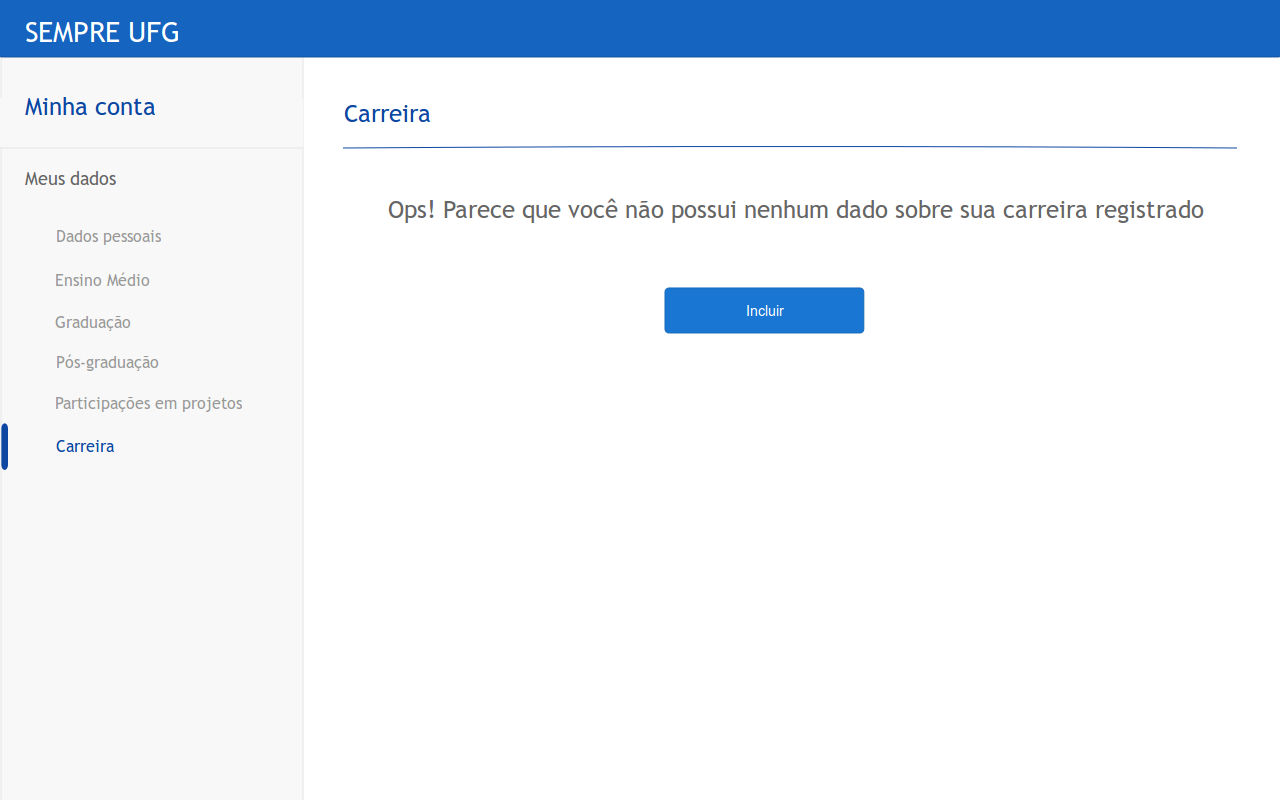 SEMPRE UFG
Minha conta
Meus dados
Dados pessoais
Ensino Médio
Graduação
Pós-graduação
Participações em projetos
Carreira
Carreira
Ops! Parece que você não possui nenhum dado sobre sua carreira registrado
Incluir